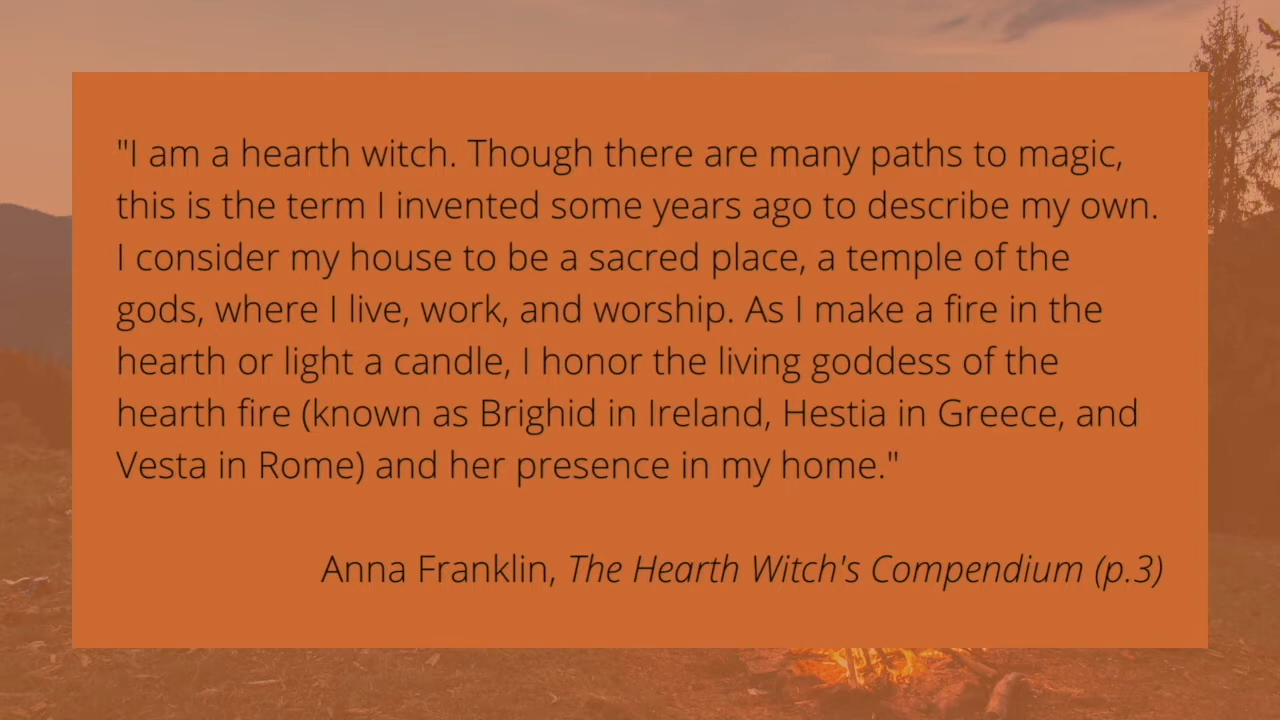 "I am a hearth witch. Though there are many paths to magic,
this is the term I invented some years ago to describe my own.
I consider my house to be a sacred place, a temple of the
gods, where I live, work, and worship. As I make a fire in the
hearth or light a candle, I honor the living goddess of the
hearth fire (known as Brighid in Ireland, Hestia in Greece, and
Vesta in Rome) and her presence in my home."
Anna Franklin, The Hearth Witch's Compendium (p.3)